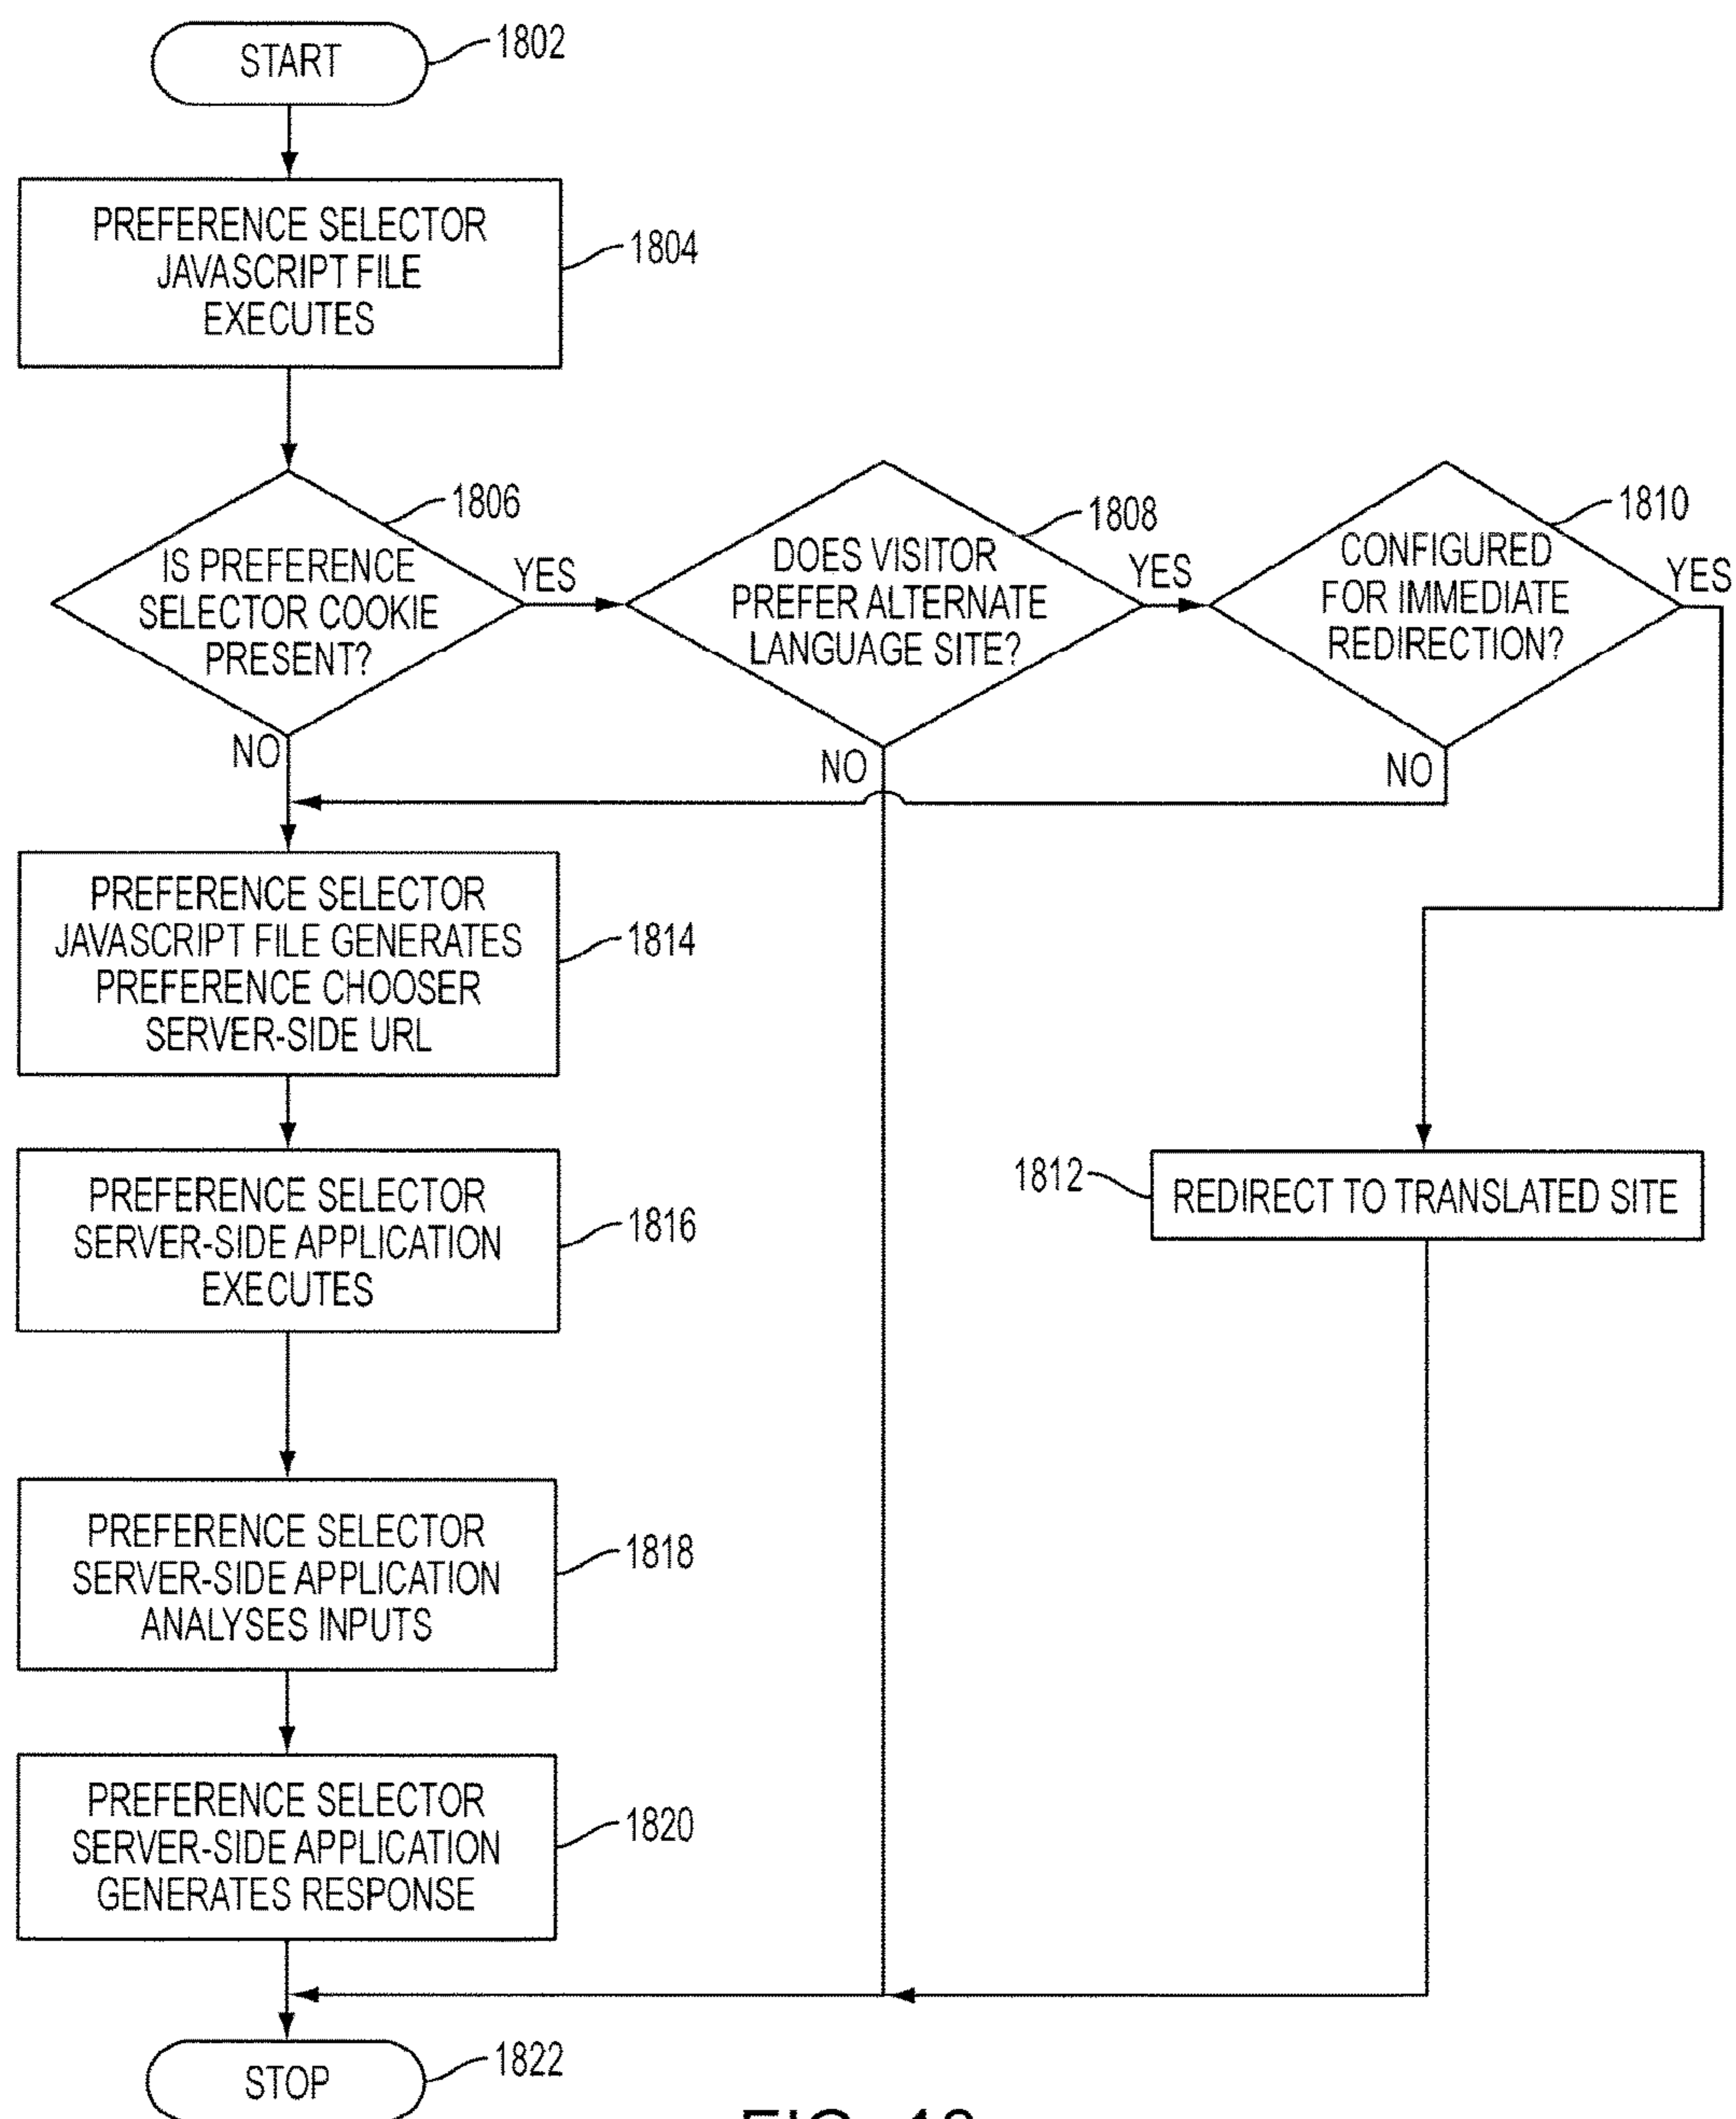 START
1802
PREFERENCE SELECTOR
JAVASCRIPT FILE
EXECUTES
1804
IS PREFERENCE
SELECTOR COOKIE
PRESENT?
1806
YES
NO
DOES VISITOR
PREFER ALTERNATE
LANGUAGE SITE?
1808
YES
NO
CONFIGURED
FOR IMMEDIATE
REDIRECTION?
1810
YES
NO
PREFERENCE SELECTOR
JAVASCRIPT FILE GENERATES
PREFERENCE CHOOSER
SERVER-SIDE URL
1814
PREFERENCE SELECTOR
SERVER-SIDE APPLICATION
EXECUTES
1816
1812
REDIRECT TO TRANSLATED SITE
PREFERENCE SELECTOR
SERVER-SIDE APPLICATION
ANALYSES INPUTS
1818
PREFERENCE SELECTOR
SERVER-SIDE APPLICATION
GENERATES RESPONSE
1820
STOP
1822